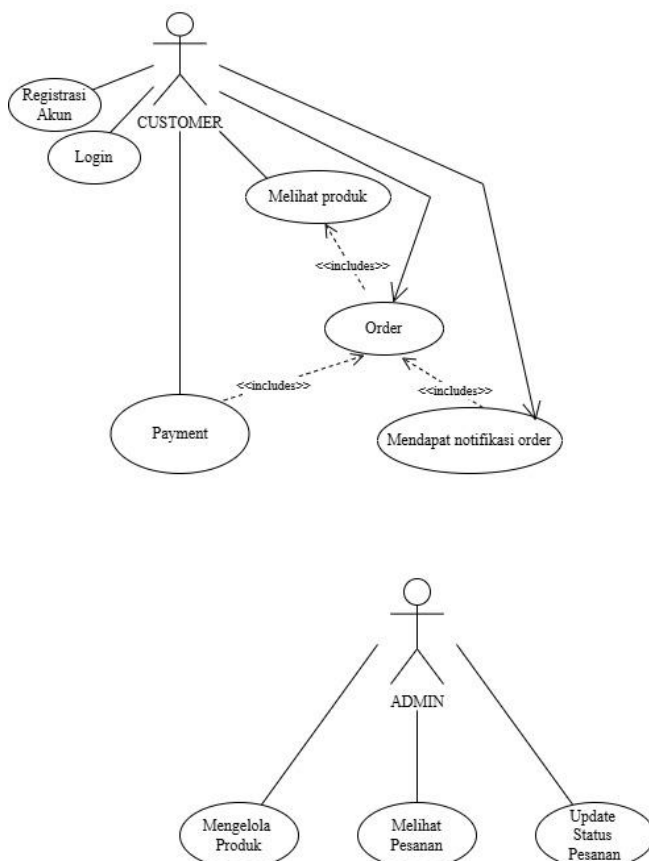 Registrasi
Akun
CUSTOMER
Login
Melihat produk
<<includes>>
Order
<<includes>>
<<includes>>
Payment
Mendapat notifikasi order
ADMIN
Mengelola
Produk
Melihat
Pesanan
Update
Status
Pesanan